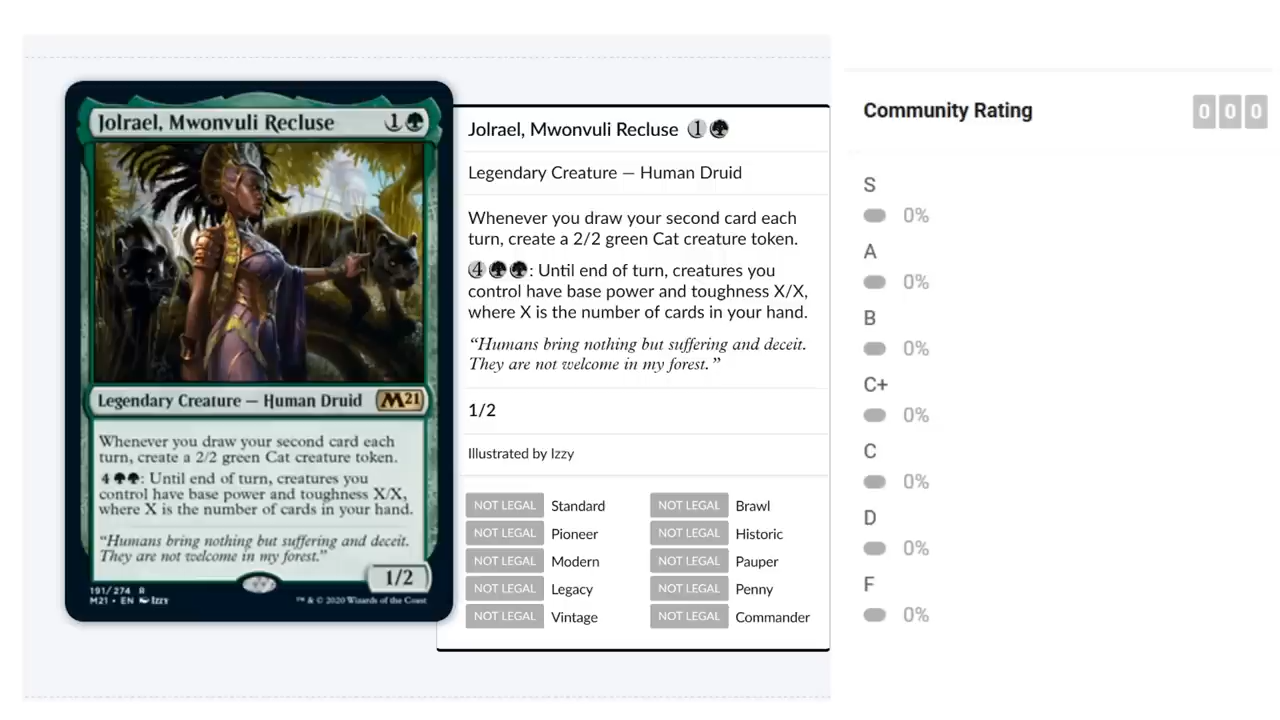 Jolrael, Mwonvuli Recluse 1
Legendary Creature — Human Druid M21
Whenever you draw your second card each
turn, create a 2/2 green Cat creature token.
4 : Until end of turn, creatures you
control have base power and toughness X/X,
where X is the number of cards in your hand.
“Humans bring nothing but suffering and deceit.
They are not welcome in my forest.”
1/2
191/274 R
M21 • EN Izzy
™ & © 2020 Wizards of the Coast
Jolrael, Mwonvuli Recluse 1
Legendary Creature — Human Druid
Whenever you draw your second card each
turn, create a 2/2 green Cat creature token.
4 : Until end of turn, creatures you
control have base power and toughness X/X,
where X is the number of cards in your hand.
“Humans bring nothing but suffering and deceit.
They are not welcome in my forest.”
1/2
Illustrated by Izzy
NOT LEGAL Standard NOT LEGAL Brawl
NOT LEGAL Pioneer NOT LEGAL Historic
NOT LEGAL Modern NOT LEGAL Pauper
NOT LEGAL Legacy NOT LEGAL Penny
NOT LEGAL Vintage NOT LEGAL Commander
Community Rating 0 0 0
S
0%
A
0%
B
0%
C+
0%
C
0%
D
0%
F
0%